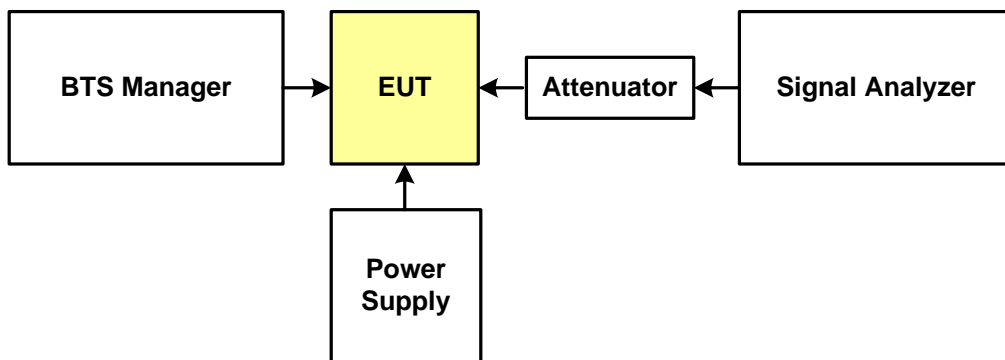 BTS Manager
EUT
Attenuator
Signal Analyzer
Power
Supply